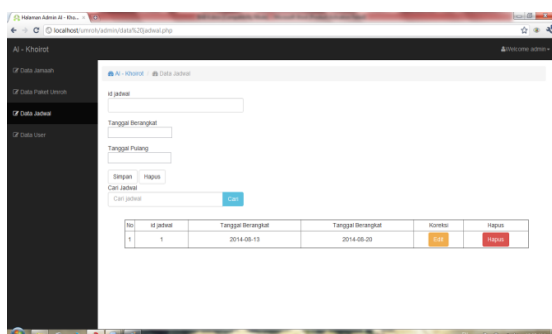 Halaman Admin Al - Kho...
localhost/umroh/admin/data%20jadwal.php
Al - Khoirot
Welcome admin
Data Jamaah
Al - Khoirot / Data Jadwal
Data Paket Umroh
id jadwal
Data Jadwal
Tanggal Berangkat
Data User
Tanggal Pulang
Simpan Hapus
Cari Jadwal
Cari jadwal Cari
No id jadwal Tanggal Berangkat Tanggal Berangkat Koreksi Hapus
1 1 2014-08-13 2014-08-20 Edit Hapus